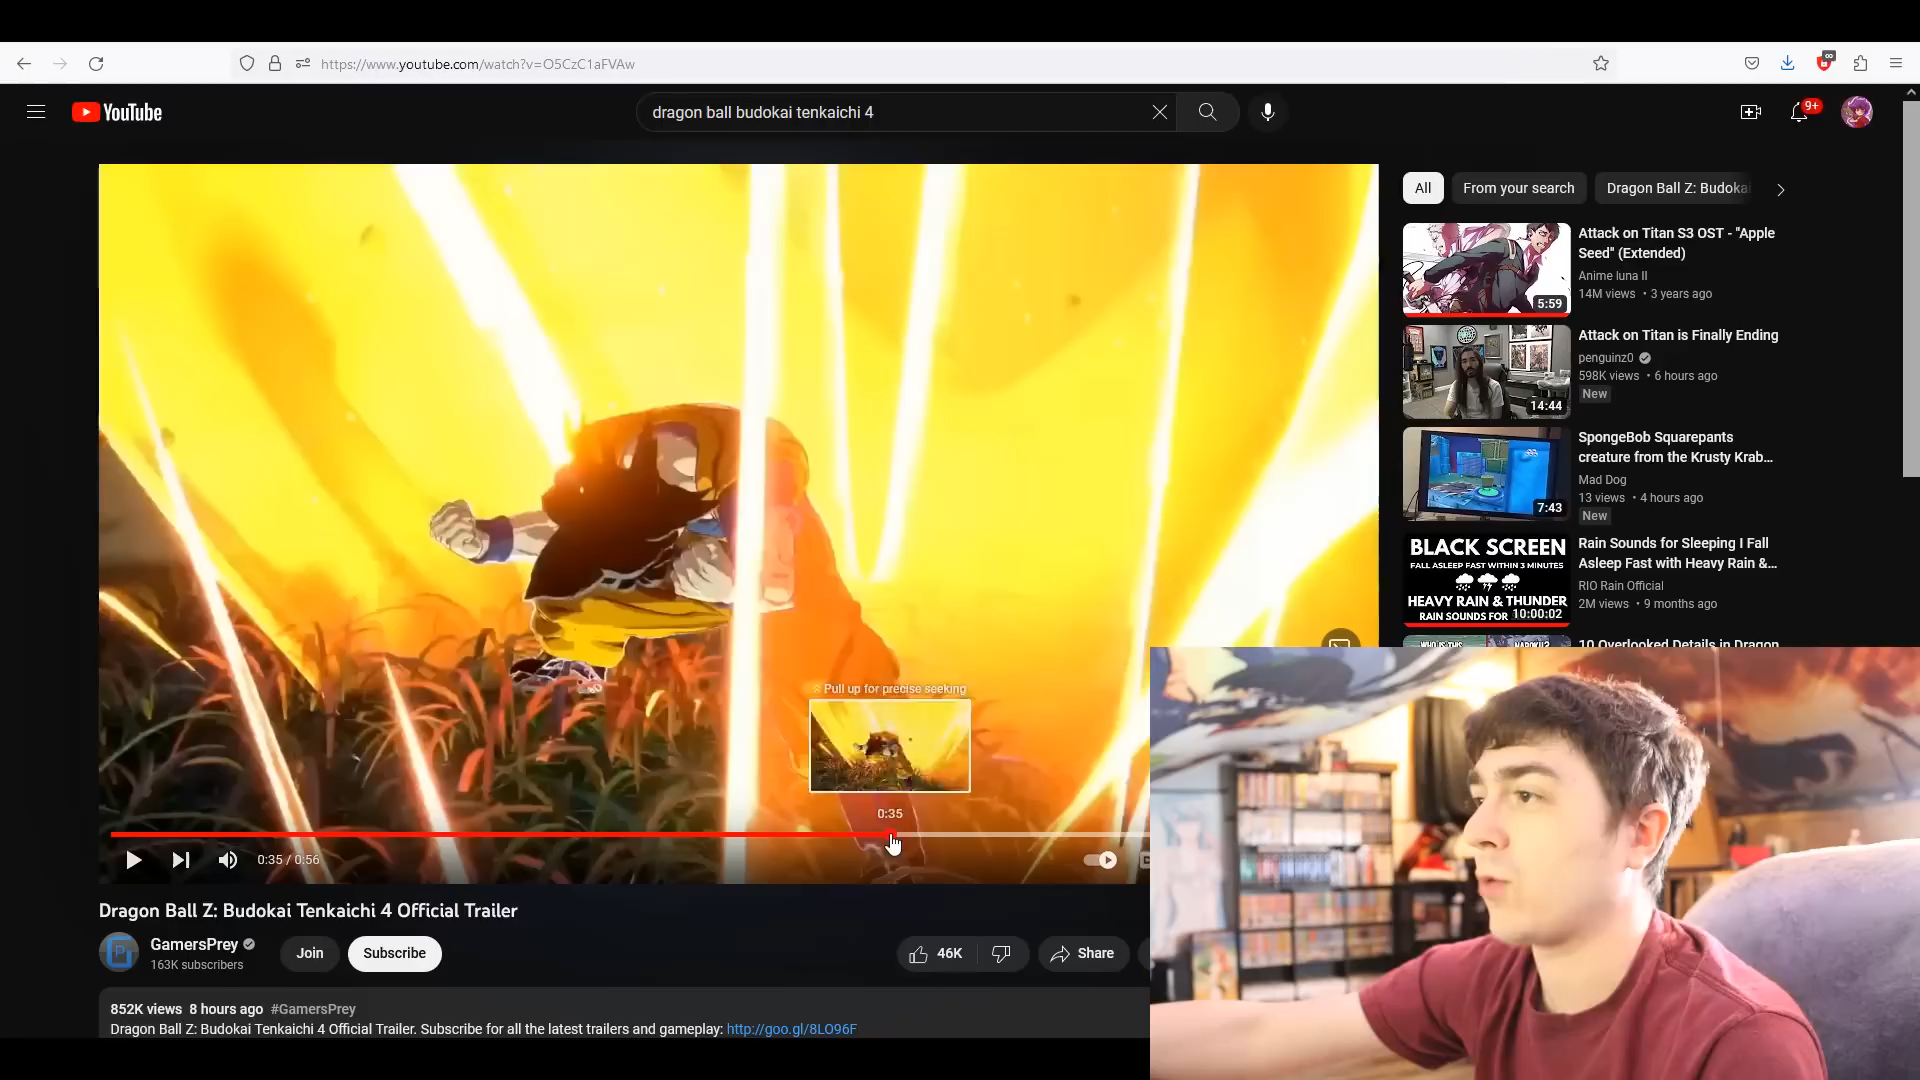 https://www.youtube.com/watch?v=O5CzC1aFVAw
YouTube
dragon ball budokai tenkaichi 4
9+
All
From your search
Dragon Ball Z: Budoka
5:59
Attack on Titan S3 OST - "Apple
Seed" (Extended)
Anime luna II
14M views • 3 years ago
14:44
Attack on Titan is Finally Ending
penguinz0
598K views • 6 hours ago
New
7:43
SpongeBob Squarepants
creature from the Krusty Krab...
Mad Dog
13 views • 4 hours ago
New
BLACK SCREEN
FALL ASLEEP FAST WITHIN 3 MINUTES
HEAVY RAIN & THUNDER
RAIN SOUNDS FOR 10:00:02
Rain Sounds for Sleeping I Fall
Asleep Fast with Heavy Rain &...
RIO Rain Official
2M views • 9 months ago
10 Overlooked Details in Dragon
Pull up for precise seeking
0:35
0:35 / 0:56
Dragon Ball Z: Budokai Tenkaichi 4 Official Trailer
GamersPrey
163K subscribers
Join
Subscribe
46K
Share
852K views 8 hours ago #GamersPrey
Dragon Ball Z: Budokai Tenkaichi 4 Official Trailer. Subscribe for all the latest trailers and gameplay: http://goo.gl/8LO96F